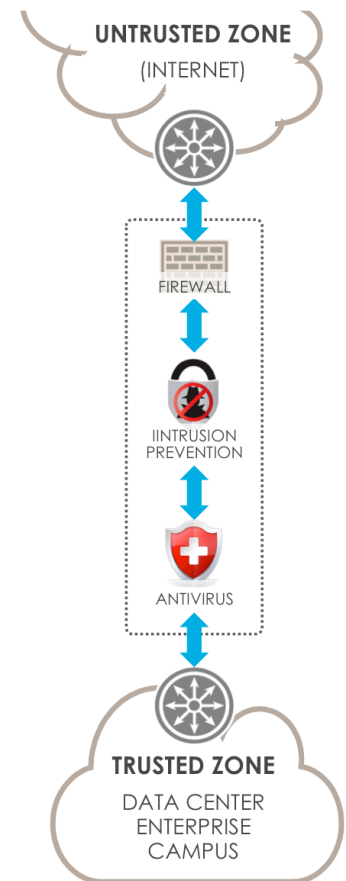 UNTRUSTED ZONE
(INTERNET)
FIREWALL
IINTRUSION
PREVENTION
ANTIVIRUS
TRUSTED ZONE
DATA CENTER
ENTERPRISE
CAMPUS